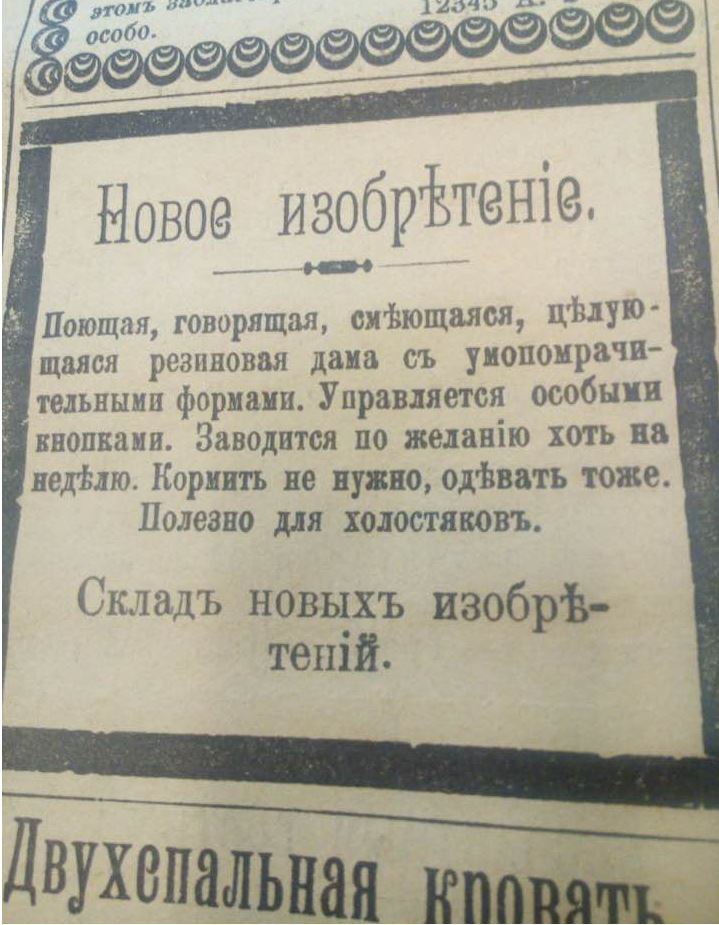 этомъ
особо.
12345
Новое изобрѣтеніе.
Поющая, говорящая, смѣющаяся, цѣлую-
щаяся резиновая дама съ умопомрачи-
тельными формами. Управляется особыми
кнопками. Заводится по желанію хоть на
недѣлю. Кормить не нужно, одѣвать тоже.
Полезно для холостяковъ.
Складъ новыхъ изобрѣ-
теній.
Двухспальная кровать